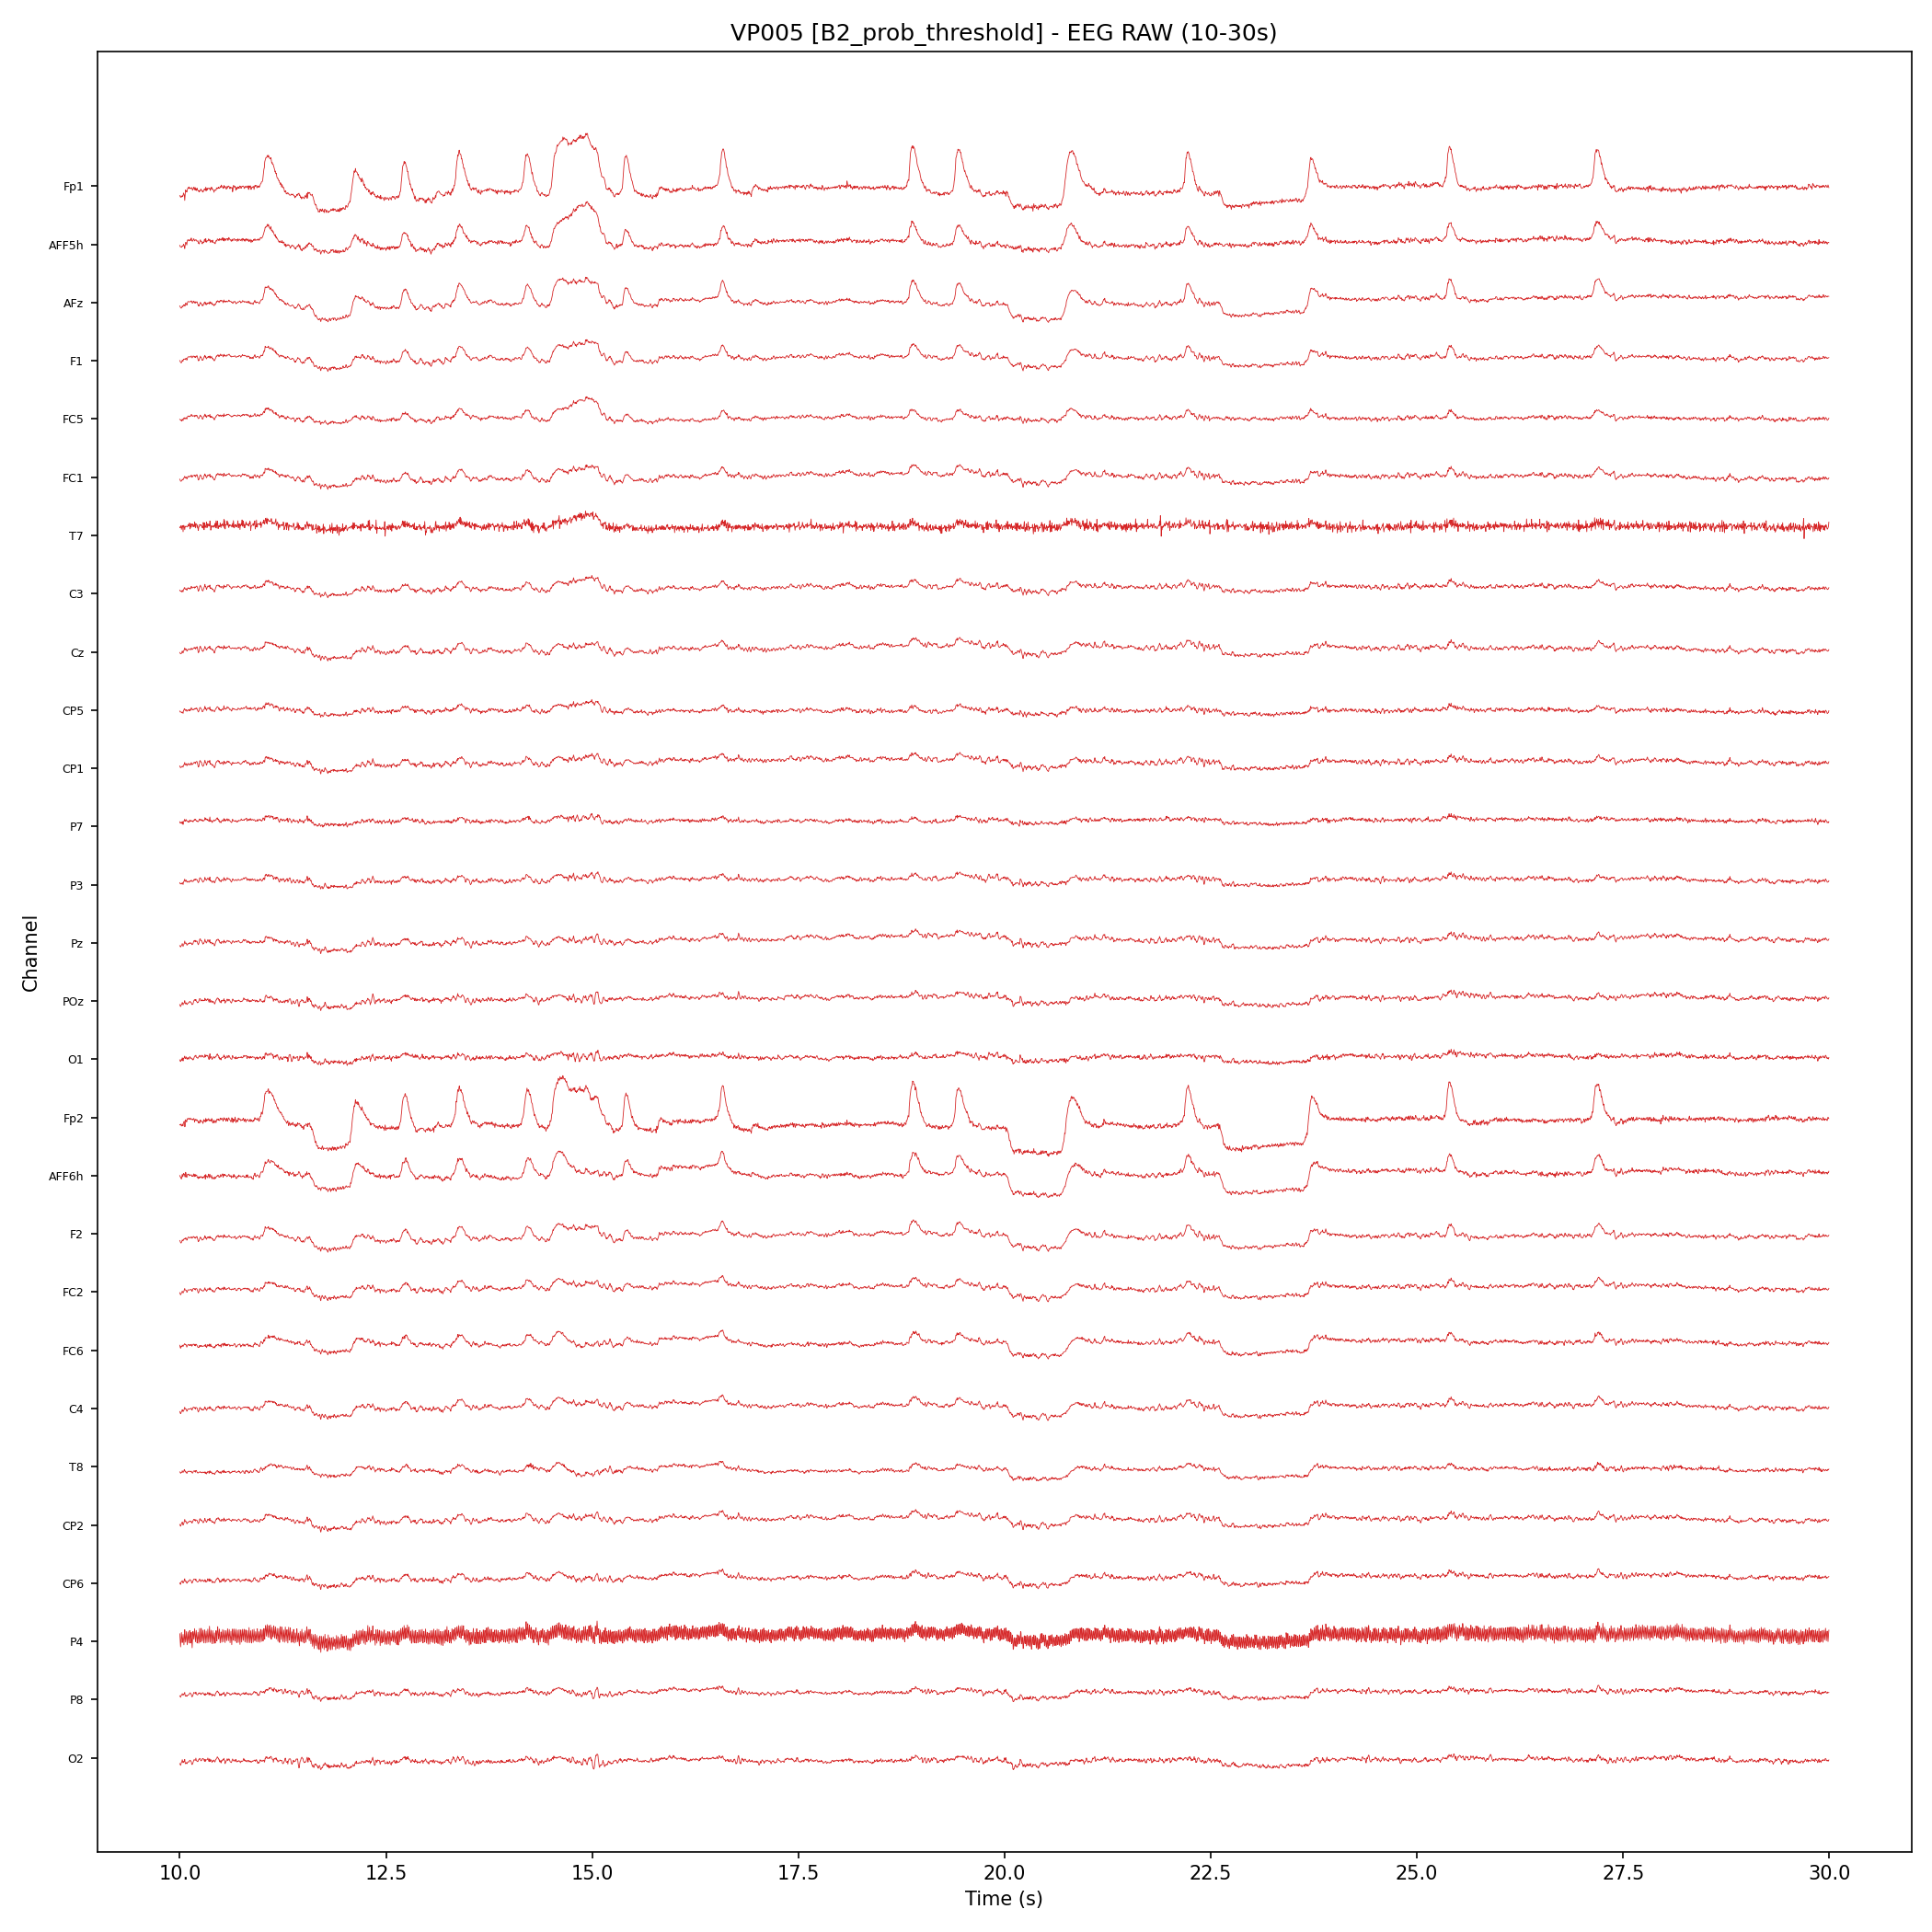 VP005 [B2_prob_threshold] - EEG RAW (10-30s)
Channel
Fp1
AFF5h
AFz
F1
FC5
FC1
T7
C3
Cz
CP5
CP1
P7
P3
Pz
POz
O1
Fp2
AFF6h
F2
FC2
FC6
C4
T8
CP2
CP6
P4
P8
O2
10.0 12.5 15.0 17.5 20.0 22.5 25.0 27.5 30.0
Time (s)